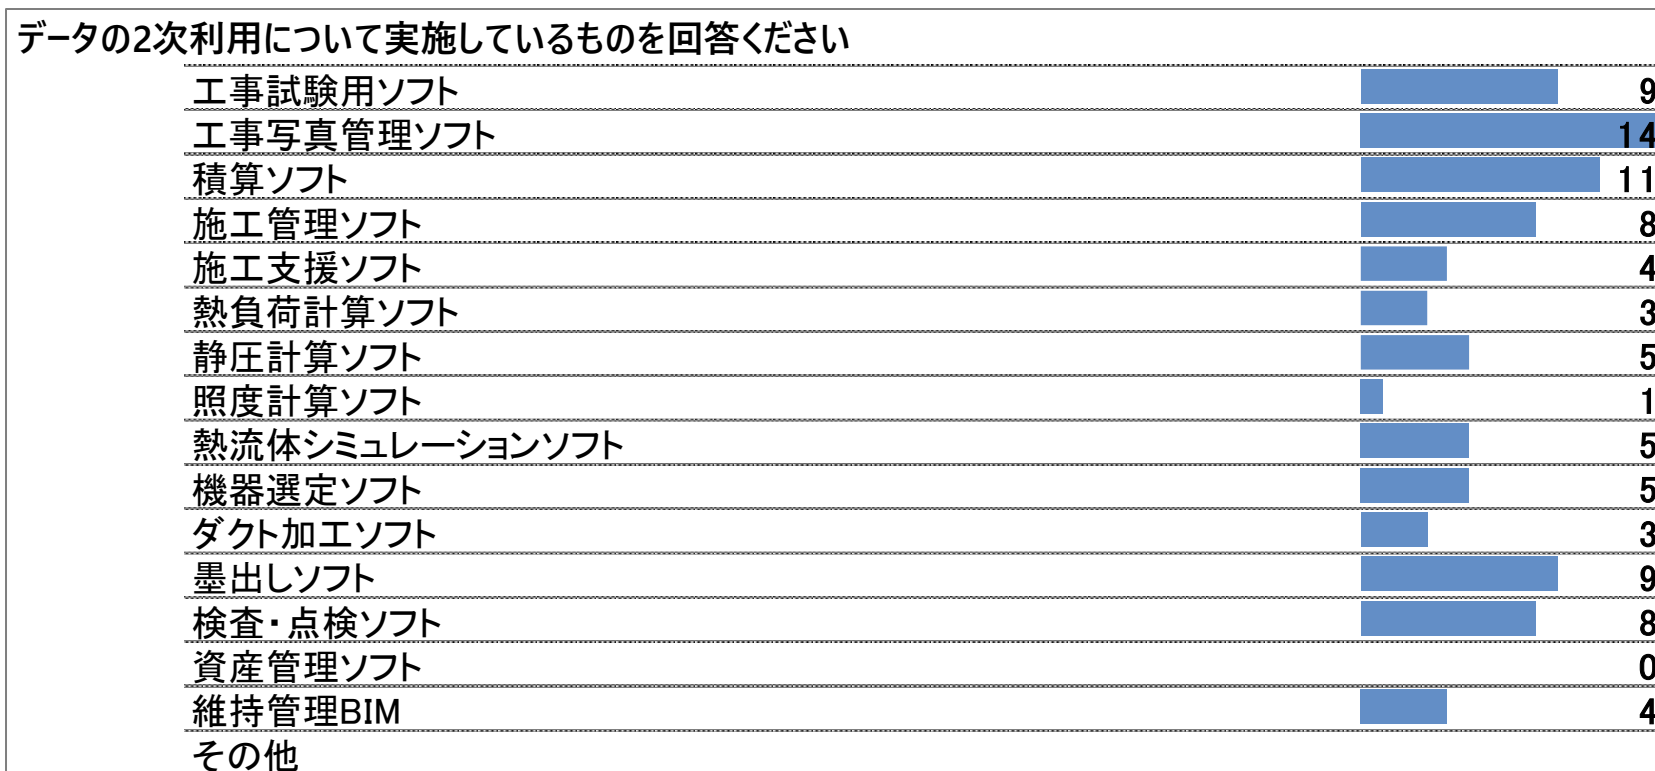 データの2次利用について実施しているものを回答ください
工事試験用ソフト 9
工事写真管理ソフト 14
積算ソフト 11
施工管理ソフト 8
施工支援ソフト 4
熱負荷計算ソフト 3
静圧計算ソフト 5
照度計算ソフト 1
熱流体シミュレーションソフト 5
機器選定ソフト 5
ダクト加工ソフト 3
墨出しソフト 9
検査・点検ソフト 8
資産管理ソフト 0
維持管理BIM 4
その他